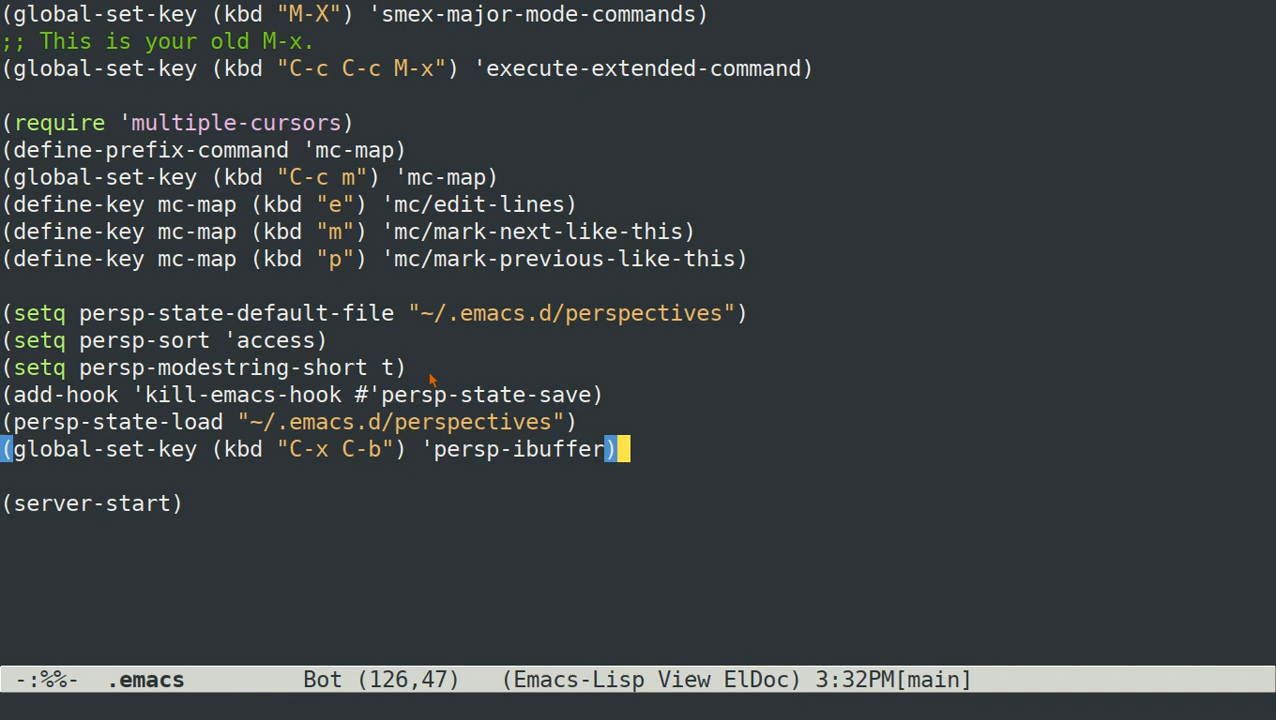 (global-set-key (kbd "M-X") 'smex-major-mode-commands)
;; This is your old M-x.
(global-set-key (kbd "C-c C-c M-x") 'execute-extended-command)
(require 'multiple-cursors)
(define-prefix-command 'mc-map)
(global-set-key (kbd "C-c m") 'mc-map)
(define-key mc-map (kbd "e") 'mc/edit-lines)
(define-key mc-map (kbd "m") 'mc/mark-next-like-this)
(define-key mc-map (kbd "p") 'mc/mark-previous-like-this)
(setq persp-state-default-file "~/.emacs.d/perspectives")
(setq persp-sort 'access)
(setq persp-modestring-short t)
(add-hook 'kill-emacs-hook #'persp-state-save)
(persp-state-load "~/.emacs.d/perspectives")
(global-set-key (kbd "C-x C-b") 'persp-ibuffer)
(server-start)
-:%%-  .emacs         Bot (126,47)   (Emacs-Lisp View ElDoc) 3:32PM[main]